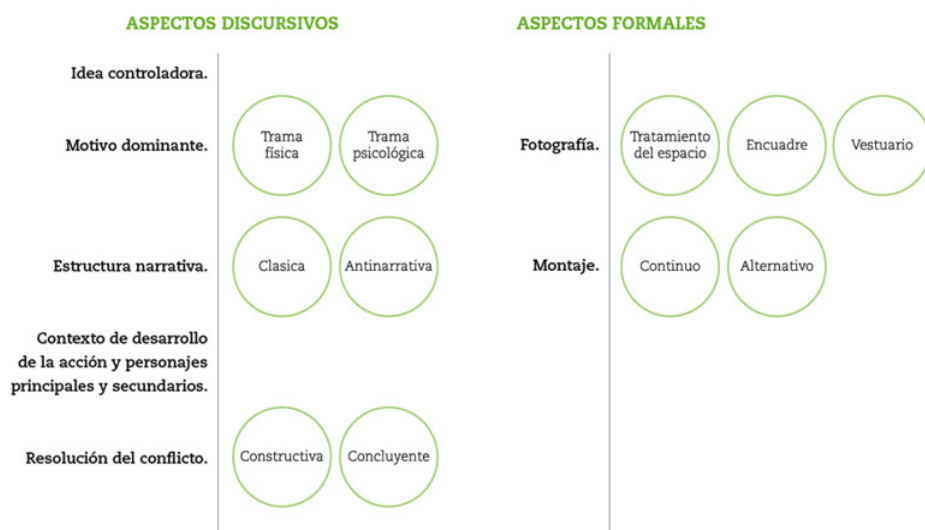 ASPECTOS DISCURSIVOS
Idea controladora.
Motivo dominante.
Trama
física
Trama
psicológica
Estructura narrativa.
Clasica
Antinarrativa
Contexto de desarrollo
de la acción y personajes
principales y secundarios.
Resolución del conflicto.
Constructiva
Concluyente
ASPECTOS FORMALES
Fotografía.
Tratamiento
del espacio
Encuadre
Vestuario
Montaje.
Continuo
Alternativo